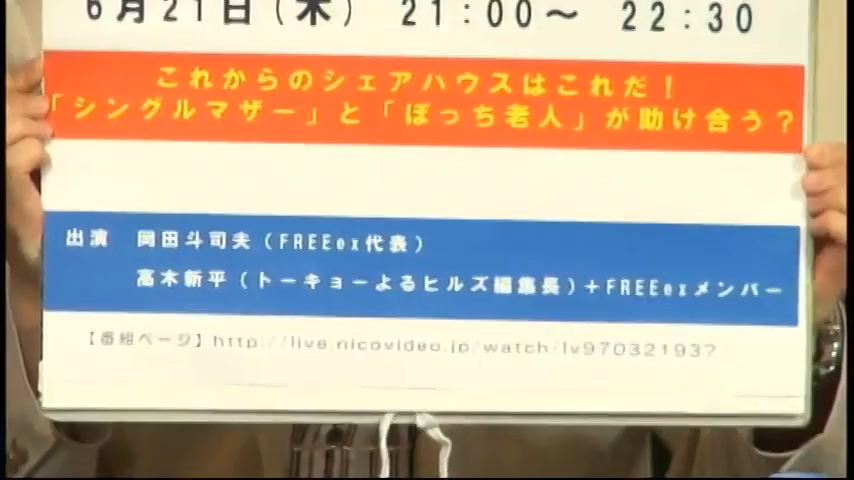 6月21日(木) 21:00〜 22:30
これからのシェアハウスはこれだ!
「シングルマザー」と「ぼっち老人」が助け合う?
出演 岡田斗司夫(FREEex代表)
高木新平(トーキョーよるヒルズ編集長)+FREEexメンバー
【番組ページ】http://live.nicovideo.jp/watch/lv97032193?